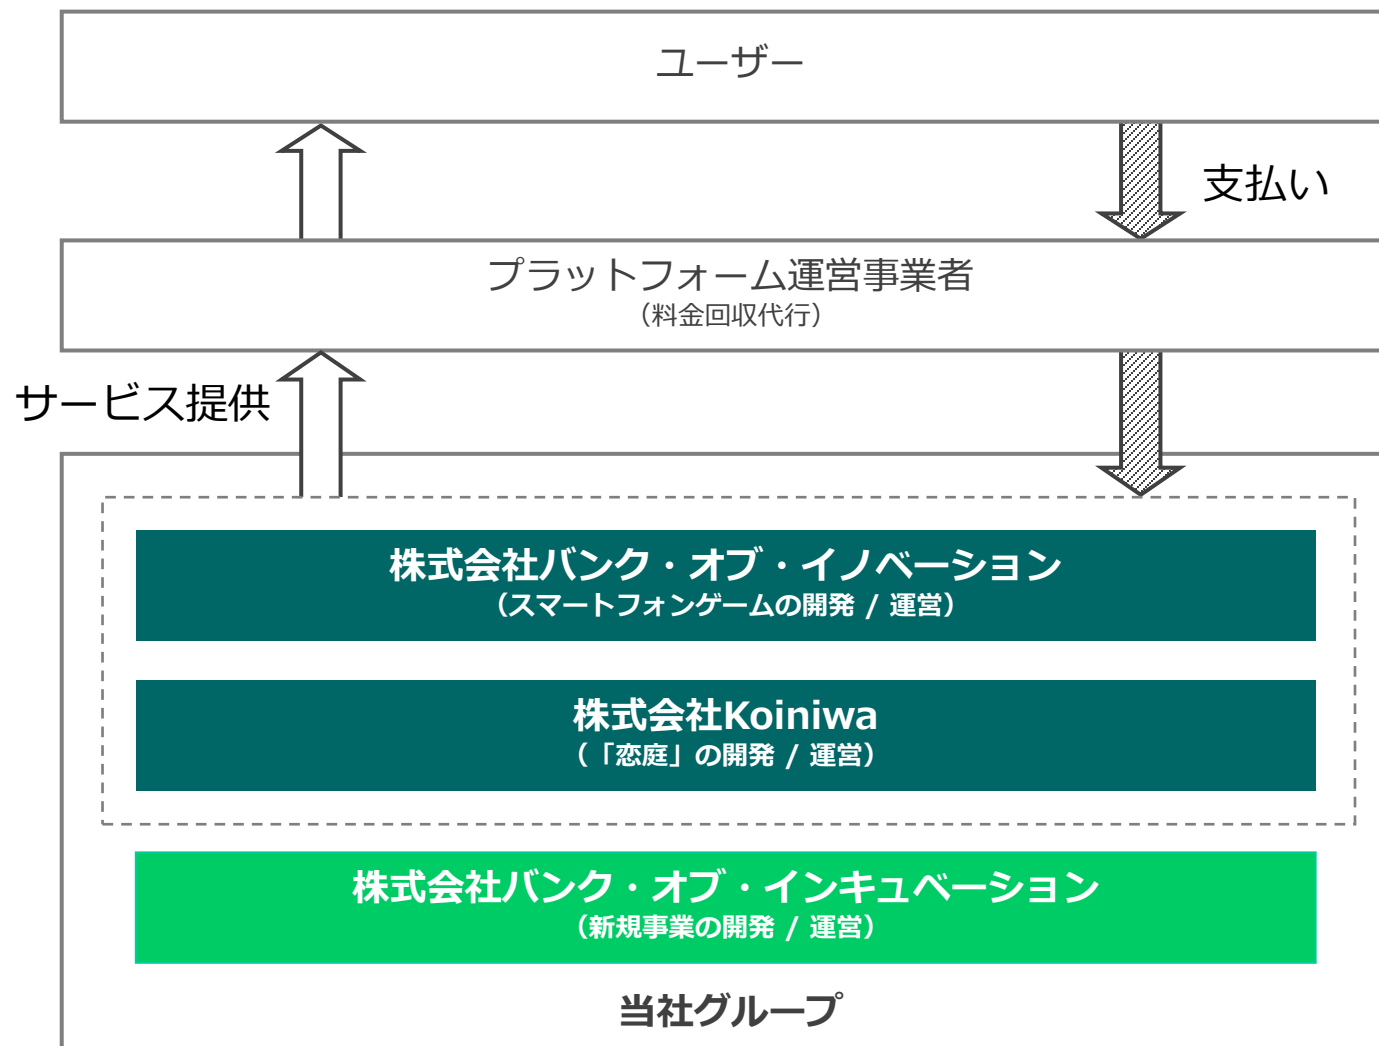 ユーザー
支払い
プラットフォーム運営事業者
（料金回収代行）
サービス提供
株式会社バンク・オブ・イノベーション
（スマートフォンゲームの開発 / 運営）
株式会社Koiniwa
（「恋庭」の開発 / 運営）
株式会社バンク・オブ・インキュベーション
（新規事業の開発 / 運営）
当社グループ